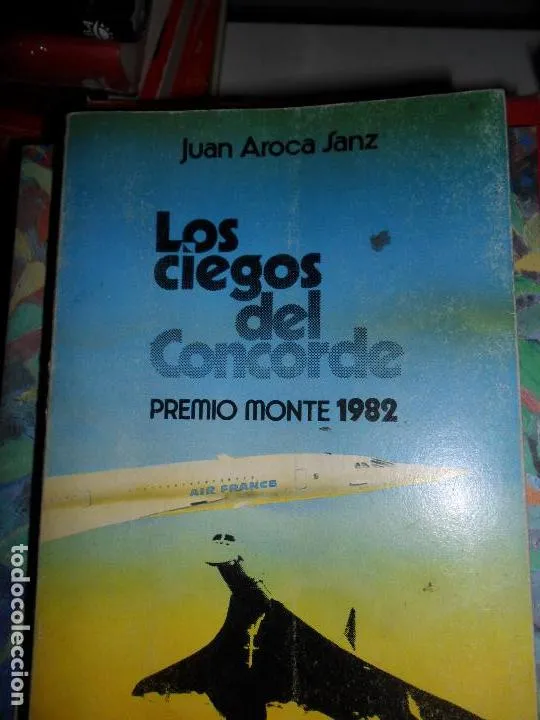 Juan Aroca Sanz
Los
ciegos
del
Concorde
PREMIO MONTE 1982
AIR FRANCE
todocoleccion